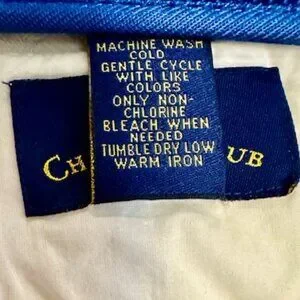 MACHINE WASH
COLD
GENTLE CYCLE
WITH LIKE
COLORS
ONLY NON-
CHLORINE
BLEACH WHEN
NEEDED
TUMBLE DRY LOW
WARM IRON
CH
UB